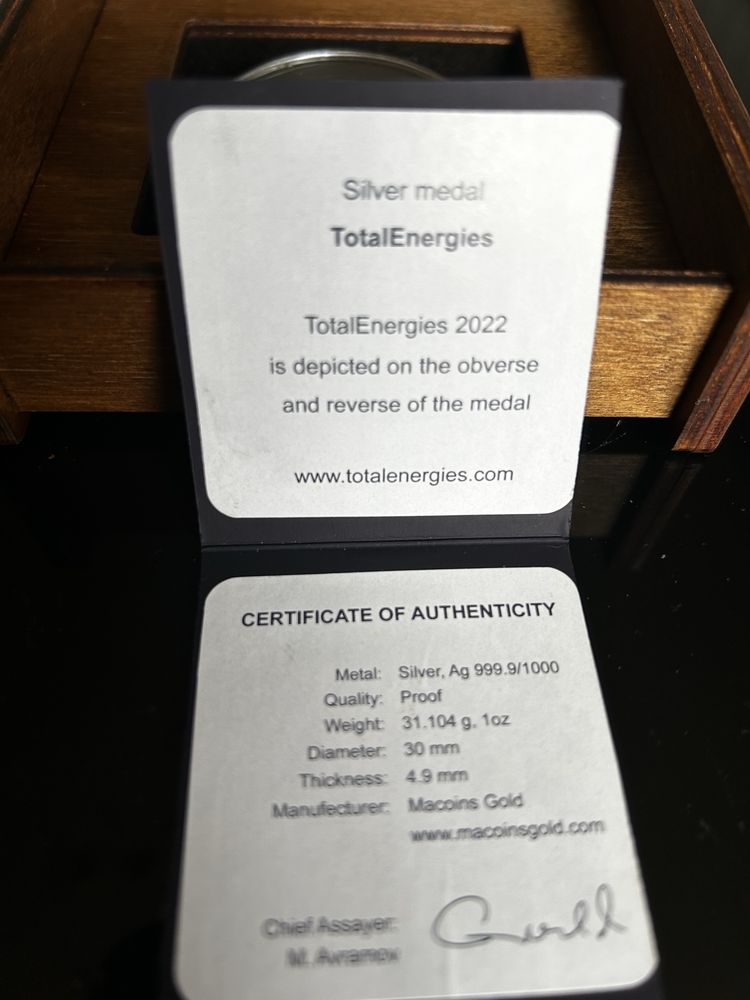 Silver medal
TotalEnergies
TotalEnergies 2022
is depicted on the obverse
and reverse of the medal
www.totalenergies.com
CERTIFICATE OF AUTHENTICITY
Metal: Silver, Ag 999.9/1000
Quality: Proof
Weight: 31.104 g, 1oz
Diameter: 30 mm
Thickness: 4.9 mm
Manufacturer: Macoins Gold
www.macoinsgold.com
Chief Assayer:
M. Avramov